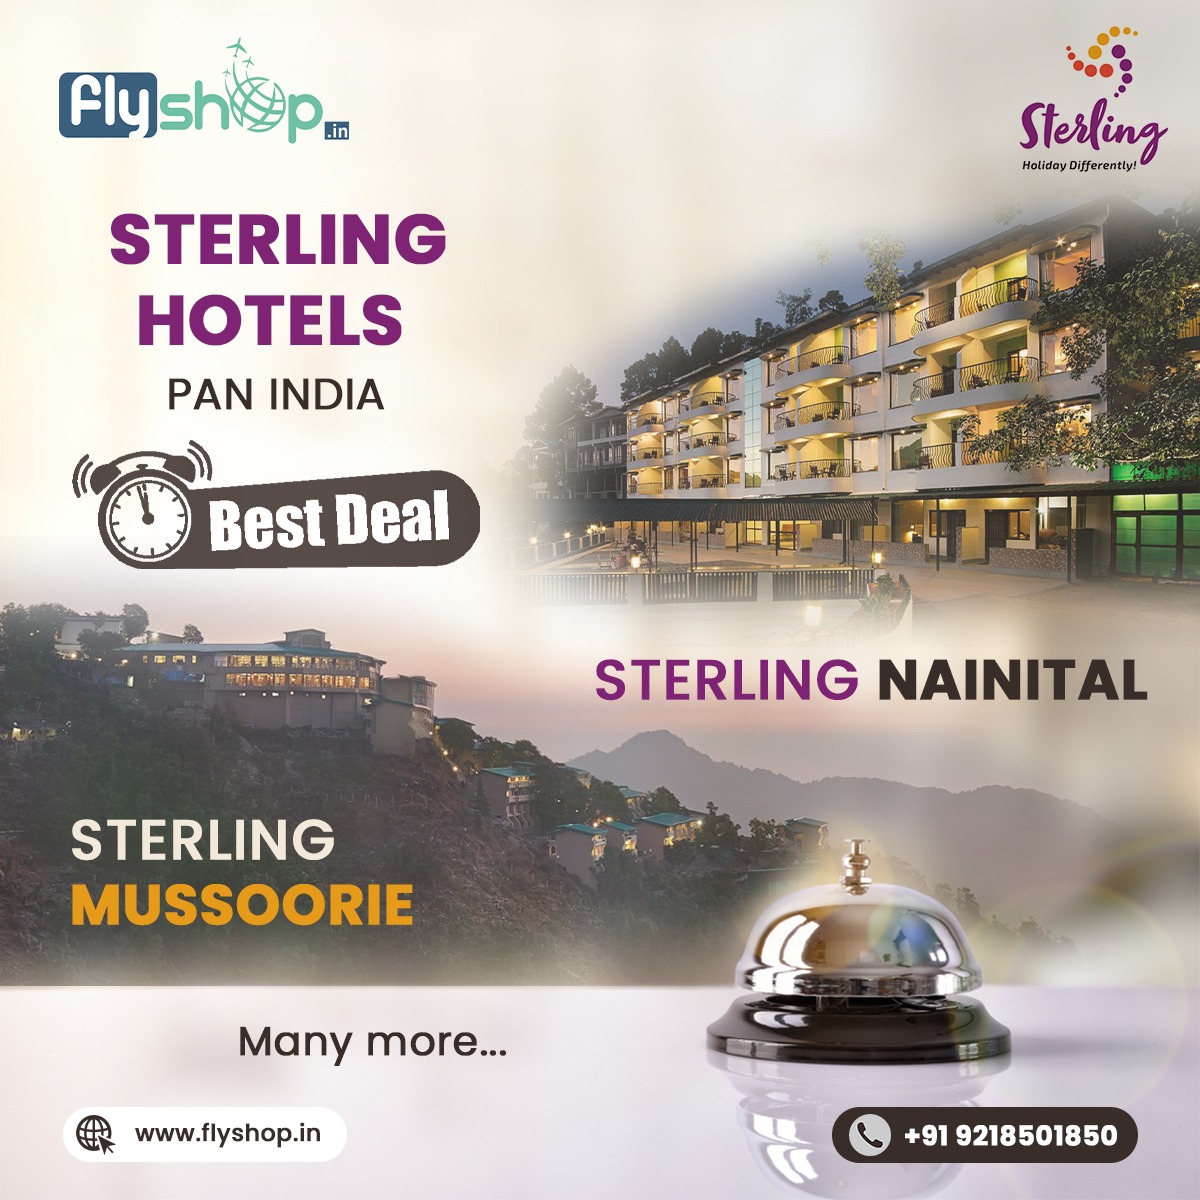 flyshop.in
Sterling
Holiday Differently!
STERLING
HOTELS
PAN INDIA
Best Deal
STERLING NAINITAL
STERLING
MUSSOORIE
Many more...
www.flyshop.in
+91 9218501850